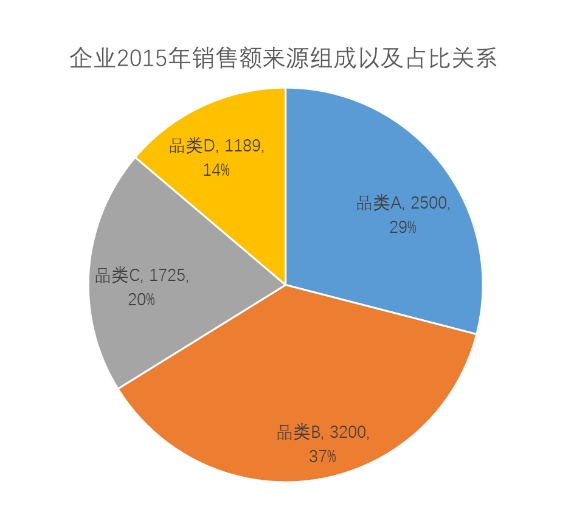 企业2015年销售额来源组成以及占比关系
品类D, 1189,
14%
品类A, 2500,
29%
品类C, 1725,
20%
品类B, 3200,
37%